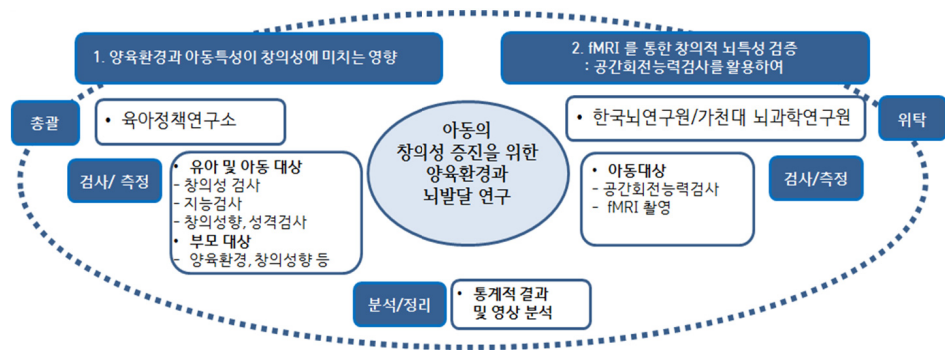 1. 양육환경과 아동특성이 창의성에 미치는 영향
2. fMRI 를 통한 창의적 뇌특성 검증
: 공간회전능력검사를 활용하여
총괄
• 육아정책연구소
아동의
창의성 증진을 위한
양육환경과
뇌발달 연구
• 한국뇌연구원/가천대 뇌과학연구원
위탁
검사/ 측정
• 유아 및 아동 대상
- 창의성 검사
- 지능검사
- 창의성향, 성격검사
• 부모 대상
- 양육환경, 창의성향 등
• 아동대상
- 공간회전능력검사
- fMRI 촬영
검사/측정
분석/정리
• 통계적 결과
및 영상 분석